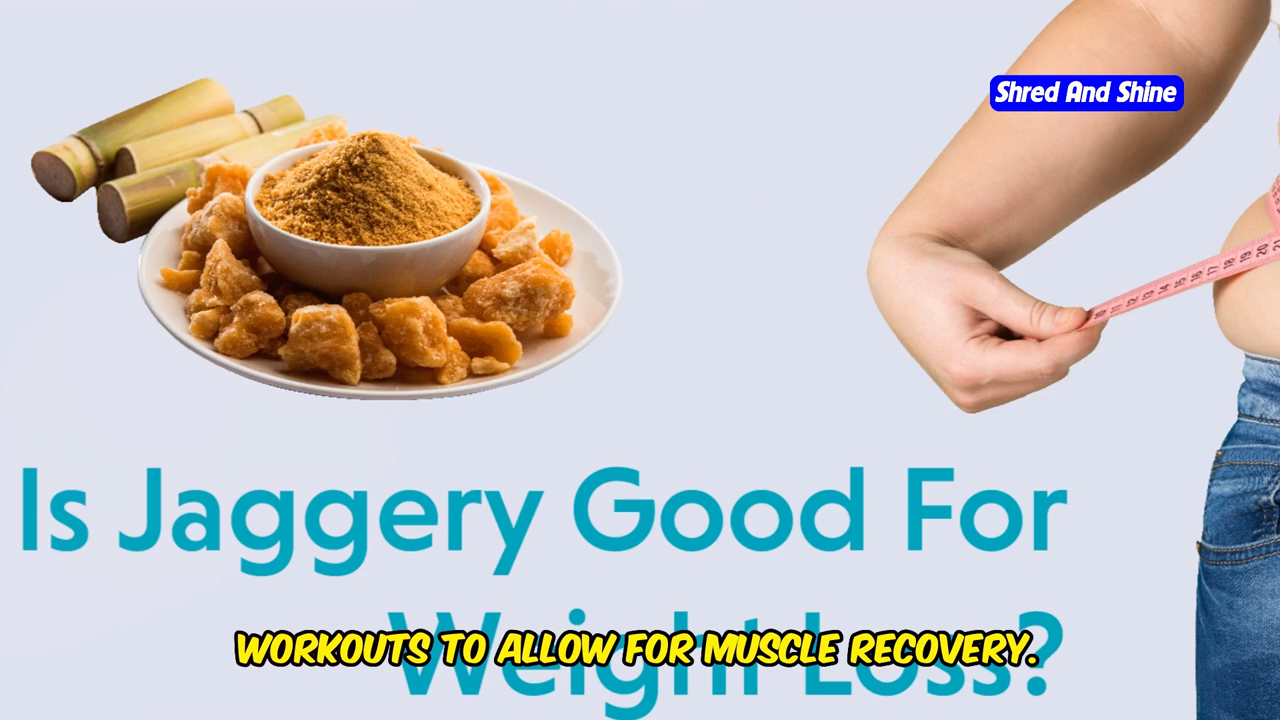 Shred And Shine
Is Jaggery Good For
Weight Loss?
WORKOUTS TO ALLOW FOR MUSCLE RECOVERY.